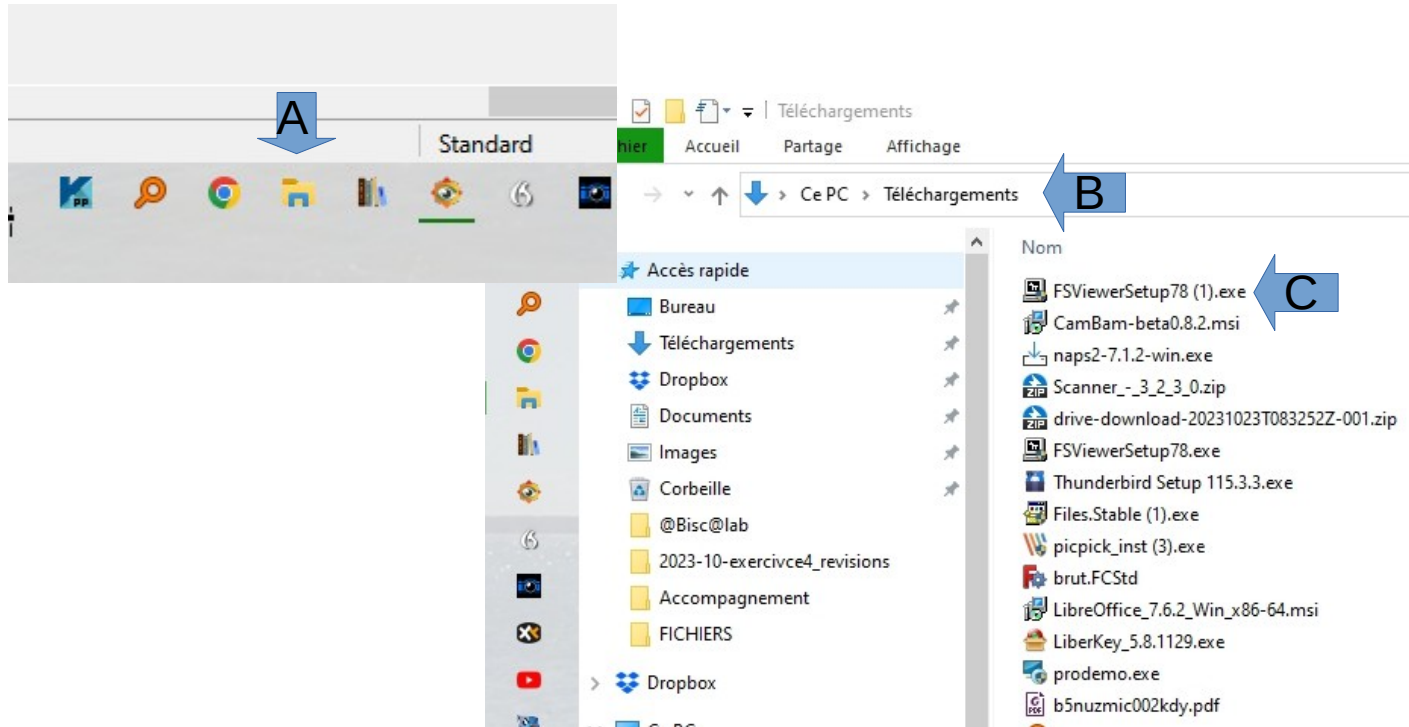 A
Standard
Téléchargements
hier Accueil Partage Affichage
Ce PC Téléchargements
B
Nom
Accès rapide
Bureau
Téléchargements
Dropbox
Documents
Images
Corbeille
@Bisc@lab
2023-10-exercivce4_revisions
Accompagnement
FICHIERS
Dropbox
Ce PC
FSViewerSetup78 (1).exe
C
CamBam-beta0.8.2.msi
naps2-7.1.2-win.exe
Scanner_-_3_2_3_0.zip
drive-download-20231023T083252Z-001.zip
FSViewerSetup78.exe
Thunderbird Setup 115.3.3.exe
Files.Stable (1).exe
picpick_inst (3).exe
brut.FCStd
LibreOffice_7.6.2_Win_x86-64.msi
LiberKey_5.8.1129.exe
prodemo.exe
b5nuzmic002kdy.pdf